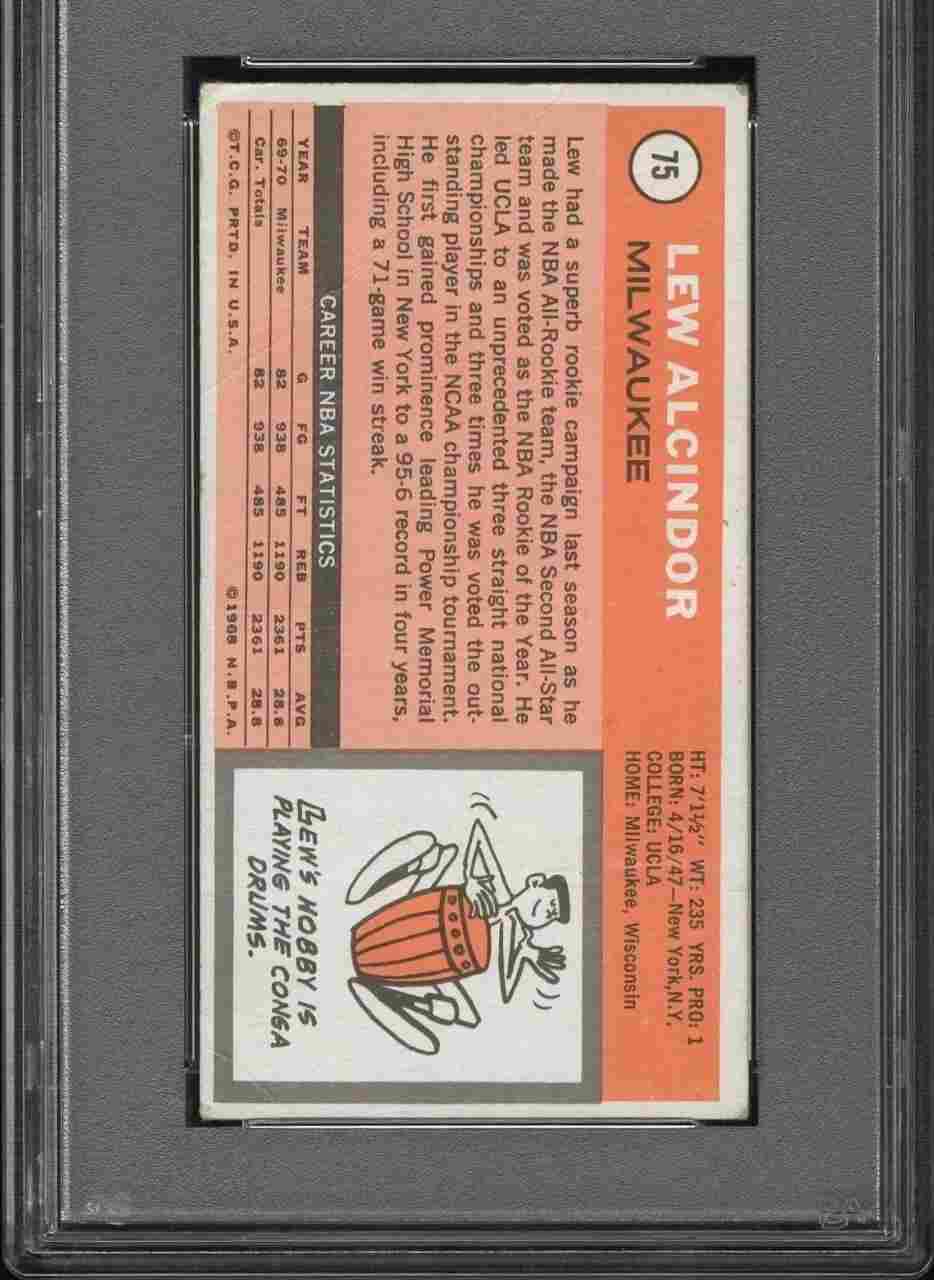 75
LEW ALCINDOR
MILWAUKEE
HT: 7'1½" WT: 235 YRS. PRO: 1
BORN: 4/16/47—New York, N.Y.
COLLEGE: UCLA
HOME: Milwaukee, Wisconsin
Lew had a superb rookie campaign last season as he
made the NBA All-Rookie team, the NBA Second All-Star
team and was voted as the NBA Rookie of the Year. He
led UCLA to an unprecedented three straight national
championships and three times he was voted the out-
standing player in the NCAA championship tournament.
He first gained prominence leading Power Memorial
High School in New York to a 95-6 record in four years,
including a 71-game win streak.
CAREER NBA STATISTICS
YEAR TEAM G FG FT REB PTS AVG
69-70 Milwaukee 82 938 485 1190 2361 28.8
Car. Totals 82 938 485 1190 2361 28.8
©T.C.G. PRTD. IN U.S.A. ©1968 N.B.P.A.
LEW'S HOBBY IS
PLAYING THE CONGA
DRUMS.